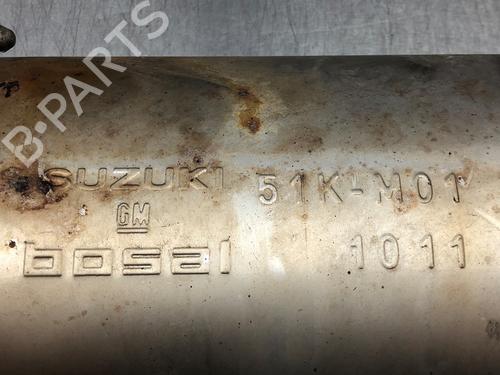 B-PARTS
SUZUKI 51K-M01
GM
bosal 1011